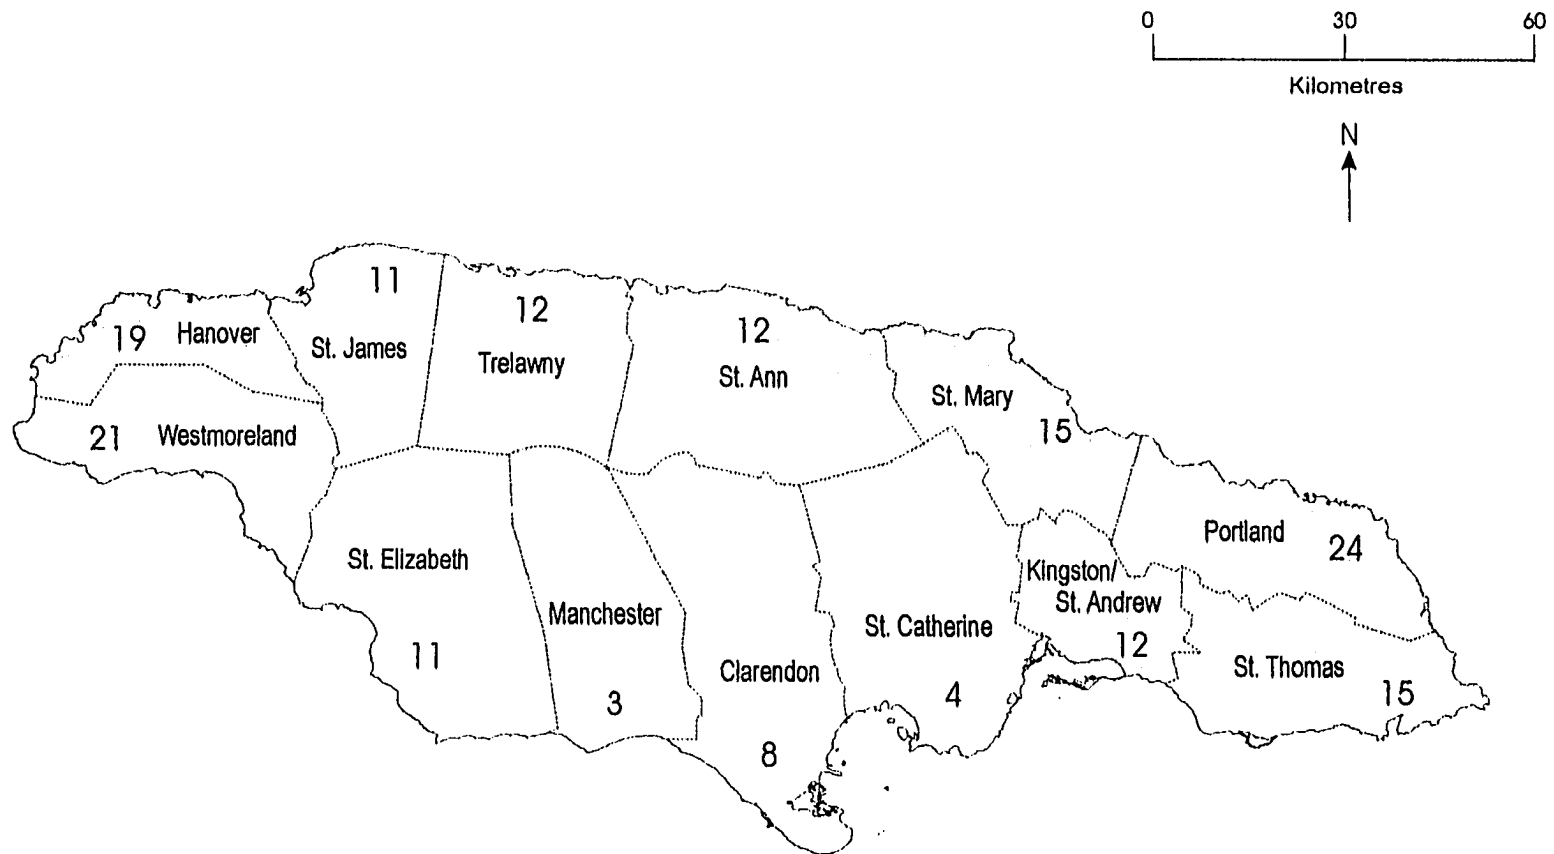 0 30 60
Kilometres
N
11
12
12
19 Hanover
St. James
Trelawny
St. Ann
St. Mary
15
21 Westmoreland
Portland
24
St. Elizabeth
Kingston/
St. Andrew
12
Manchester
St. Catherine
4
11
Clarendon
St. Thomas
15
3
8